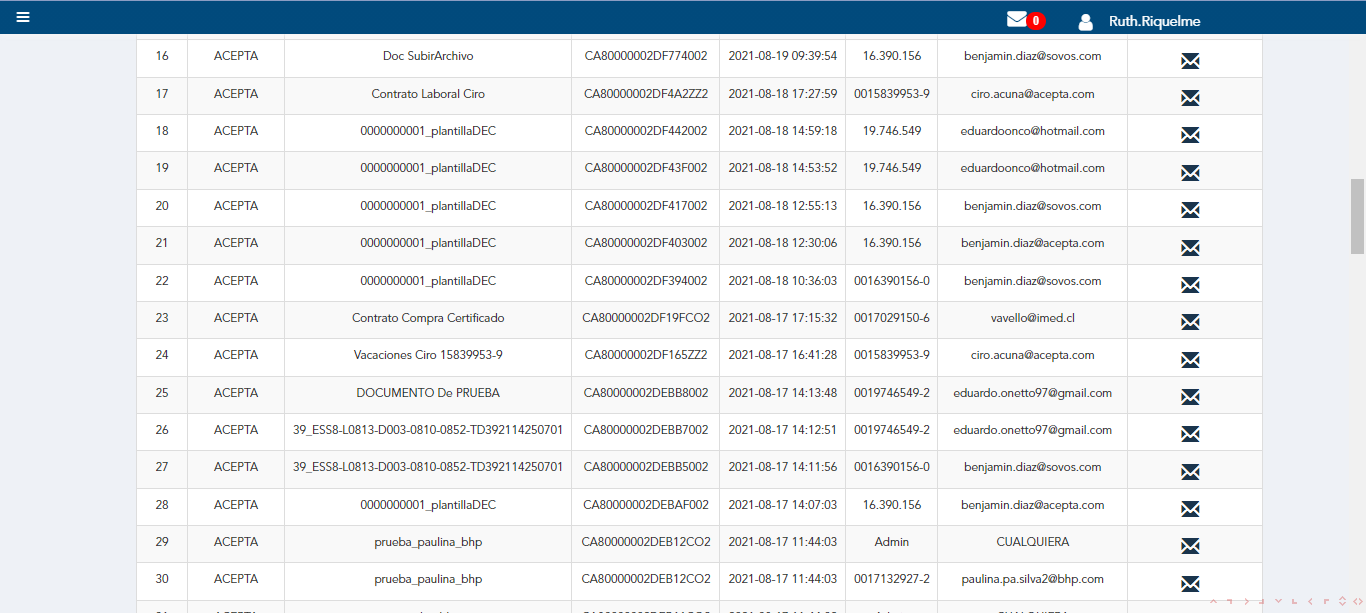 0 Ruth.Riquelme
16 ACEPTA Doc SubirArchivo CA80000002DF774002 2021-08-19 09:39:54 16.390.156 benjamin.diaz@sovos.com
17 ACEPTA Contrato Laboral Ciro CA80000002DF4A2ZZ2 2021-08-18 17:27:59 0015839953-9 ciro.acuna@acepta.com
18 ACEPTA 0000000001_plantillaDEC CA80000002DF442002 2021-08-18 14:59:18 19.746.549 eduardoonco@hotmail.com
19 ACEPTA 0000000001_plantillaDEC CA80000002DF43F002 2021-08-18 14:53:52 19.746.549 eduardoonco@hotmail.com
20 ACEPTA 0000000001_plantillaDEC CA80000002DF417002 2021-08-18 12:55:13 16.390.156 benjamin.diaz@sovos.com
21 ACEPTA 0000000001_plantillaDEC CA80000002DF403002 2021-08-18 12:30:06 16.390.156 benjamin.diaz@acepta.com
22 ACEPTA 0000000001_plantillaDEC CA80000002DF394002 2021-08-18 10:36:03 0016390156-0 benjamin.diaz@sovos.com
23 ACEPTA Contrato Compra Certificado CA80000002DF19FCO2 2021-08-17 17:15:32 0017029150-6 vavello@imed.cl
24 ACEPTA Vacaciones Ciro 15839953-9 CA80000002DF165ZZ2 2021-08-17 16:41:28 0015839953-9 ciro.acuna@acepta.com
25 ACEPTA DOCUMENTO De PRUEBA CA80000002DEBB8002 2021-08-17 14:13:48 0019746549-2 eduardo.onetto97@gmail.com
26 ACEPTA 39_ESS8-L0813-D003-0810-0852-TD392114250701 CA80000002DEBB7002 2021-08-17 14:12:51 0019746549-2 eduardo.onetto97@gmail.com
27 ACEPTA 39_ESS8-L0813-D003-0810-0852-TD392114250701 CA80000002DEBB5002 2021-08-17 14:11:56 0016390156-0 benjamin.diaz@sovos.com
28 ACEPTA 0000000001_plantillaDEC CA80000002DEBAF002 2021-08-17 14:07:03 16.390.156 benjamin.diaz@acepta.com
29 ACEPTA prueba_paulina_bhp CA80000002DEB12CO2 2021-08-17 11:44:03 Admin CUALQUIERA
30 ACEPTA prueba_paulina_bhp CA80000002DEB12CO2 2021-08-17 11:44:03 0017132927-2 paulina.pa.silva2@bhp.com